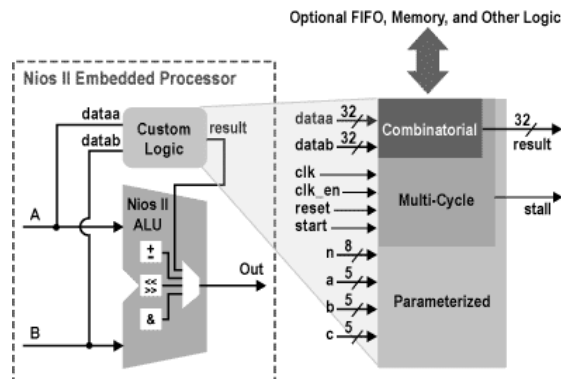 Optional FIFO, Memory, and Other Logic
Nios II Embedded Processor
dataa
datab
Custom
Logic
result
A
Nios II
ALU
+
−
<<
>>
&
Out
B
dataa 32
datab 32
Combinatorial
32
result
clk
clk_en
reset
start
Multi-Cycle
stall
n 8
a 5
b 5
c 5
Parameterized